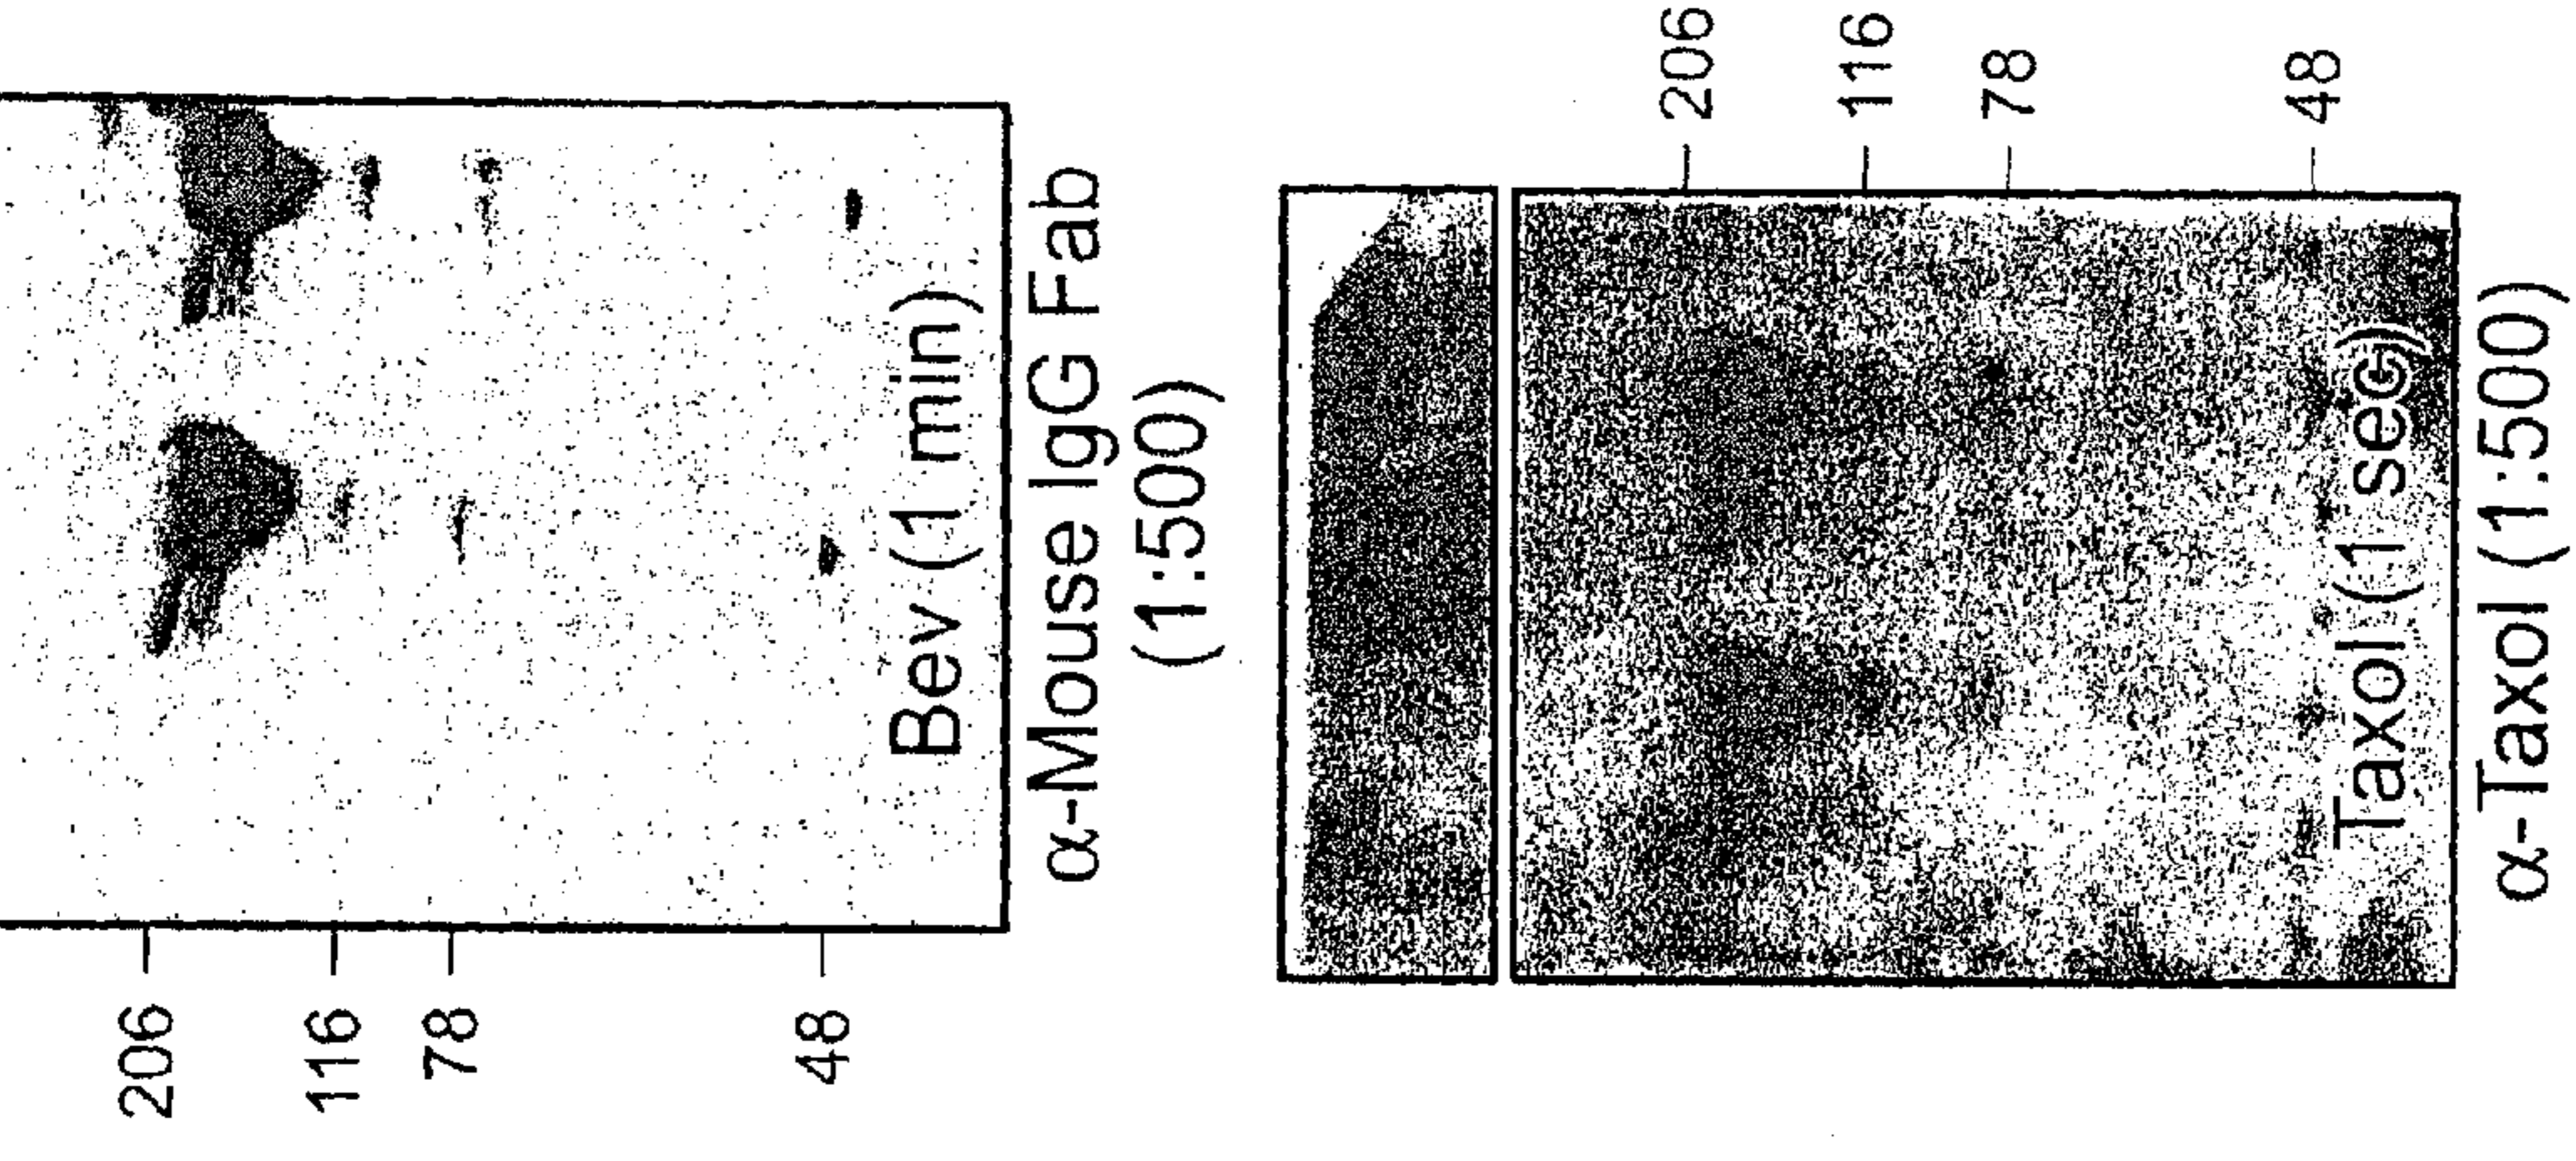 206
116
78
48
Bev (1 min)
α-Mouse IgG Fab
(1:500)
206
116
78
48
Taxol (1 sec)
α-Taxol (1:500)